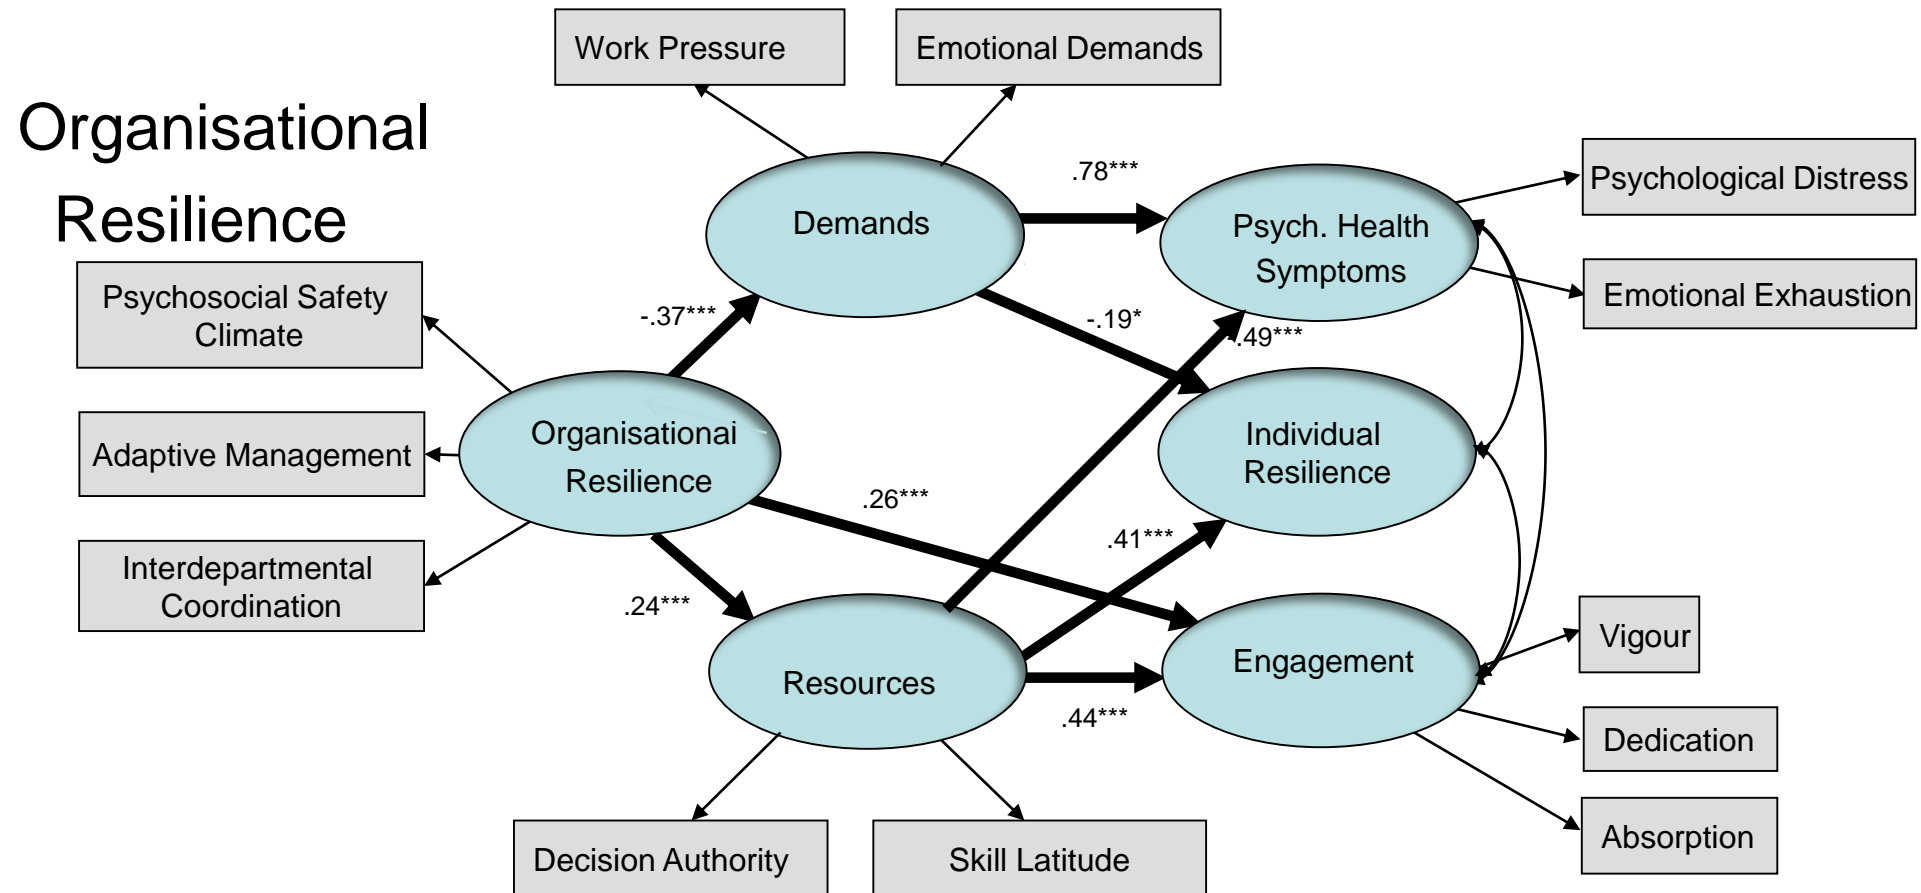 Organisational
Resilience
Work Pressure
Emotional Demands
Psychosocial Safety
Climate
Adaptive Management
Interdepartmental
Coordination
Organisationai
Resilience
-.37***
.24***
.26***
Demands
Resources
.78***
-.19*
-.49***
.41***
.44***
Psych. Health
Symptoms
Individual
Resilience
Engagement
Psychological Distress
Emotional Exhaustion
Vigour
Dedication
Absorption
Decision Authority
Skill Latitude